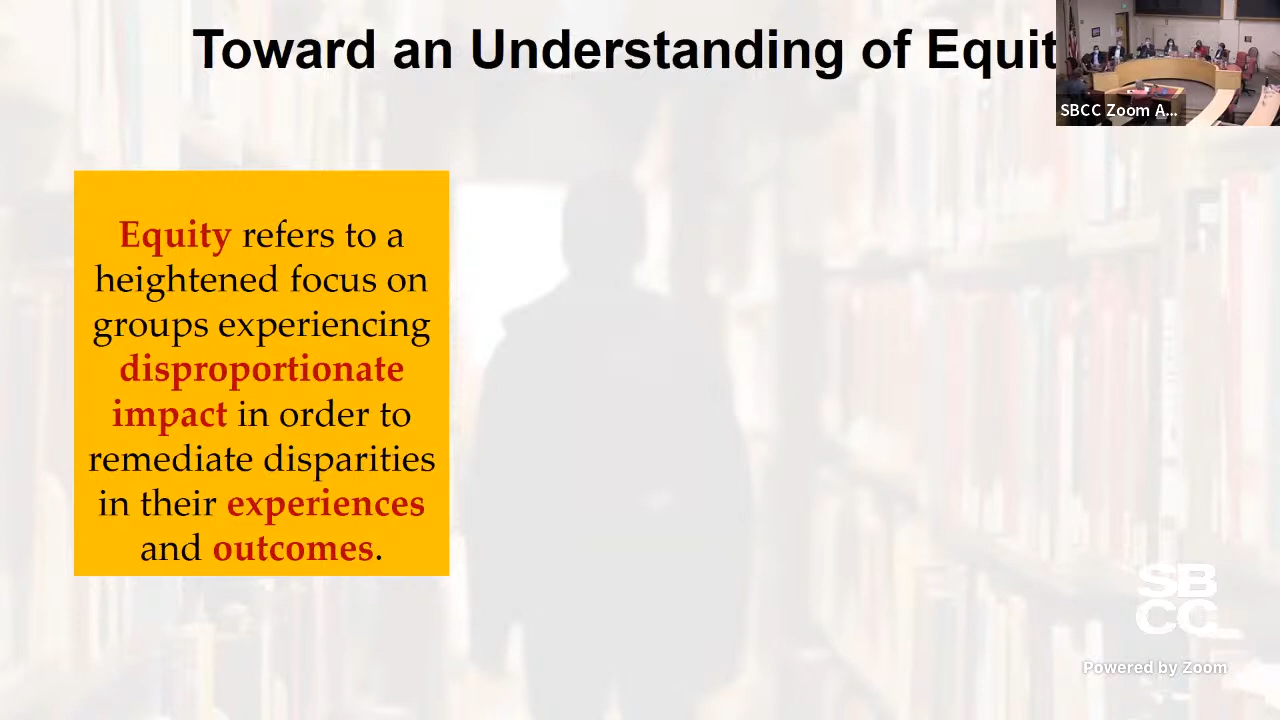 Toward an Understanding of Equit
SBCC Zoom A...
Equity refers to a
heightened focus on
groups experiencing
disproportionate
impact in order to
remediate disparities
in their experiences
and outcomes.
SB
CC
Powered by Zoom